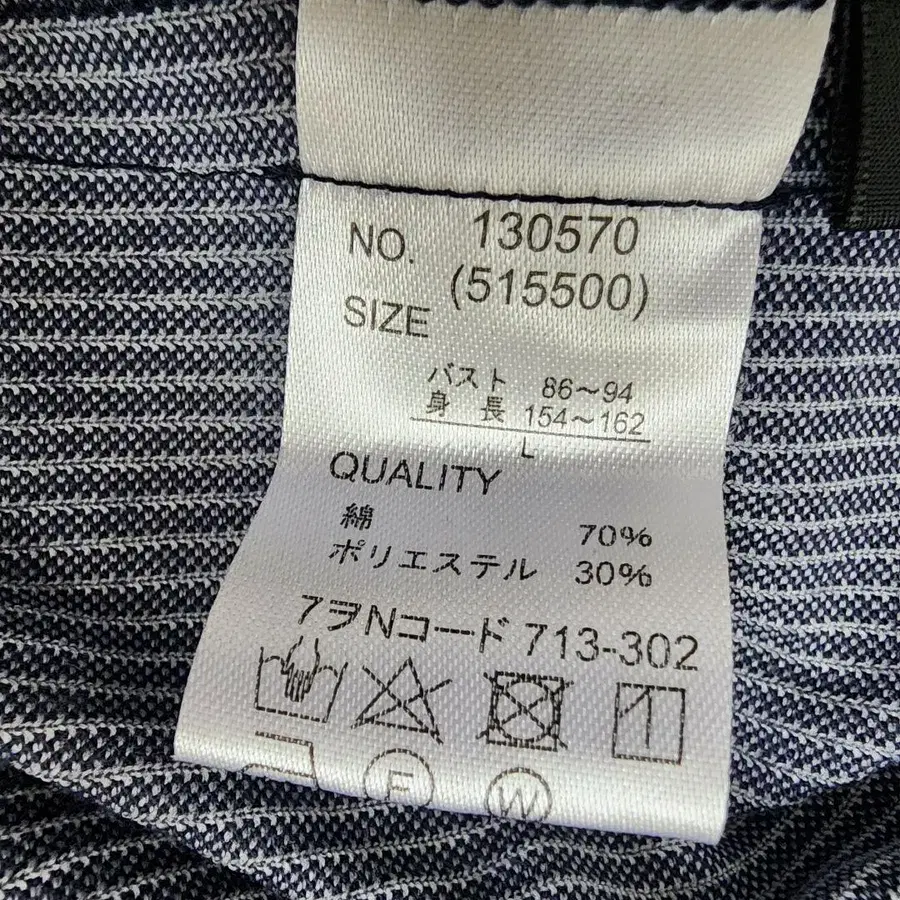 NO. 130570
(515500)
SIZE
バスト 86～94
身長 154～162
L
QUALITY
綿 70%
ポリエステル 30%
7ヲNコード 713-302
F
W